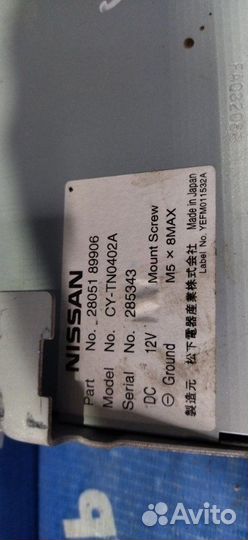 NISSAN
Part No. 28051 89906
Model No. CY-TN0402A
Serial No. 285343
DC 12V Mount Screw
⊖ Ground M5 × 8MAX
製造元 松下電器産業株式会社 Made in Japan
Label No. YEFM011532A
Avito